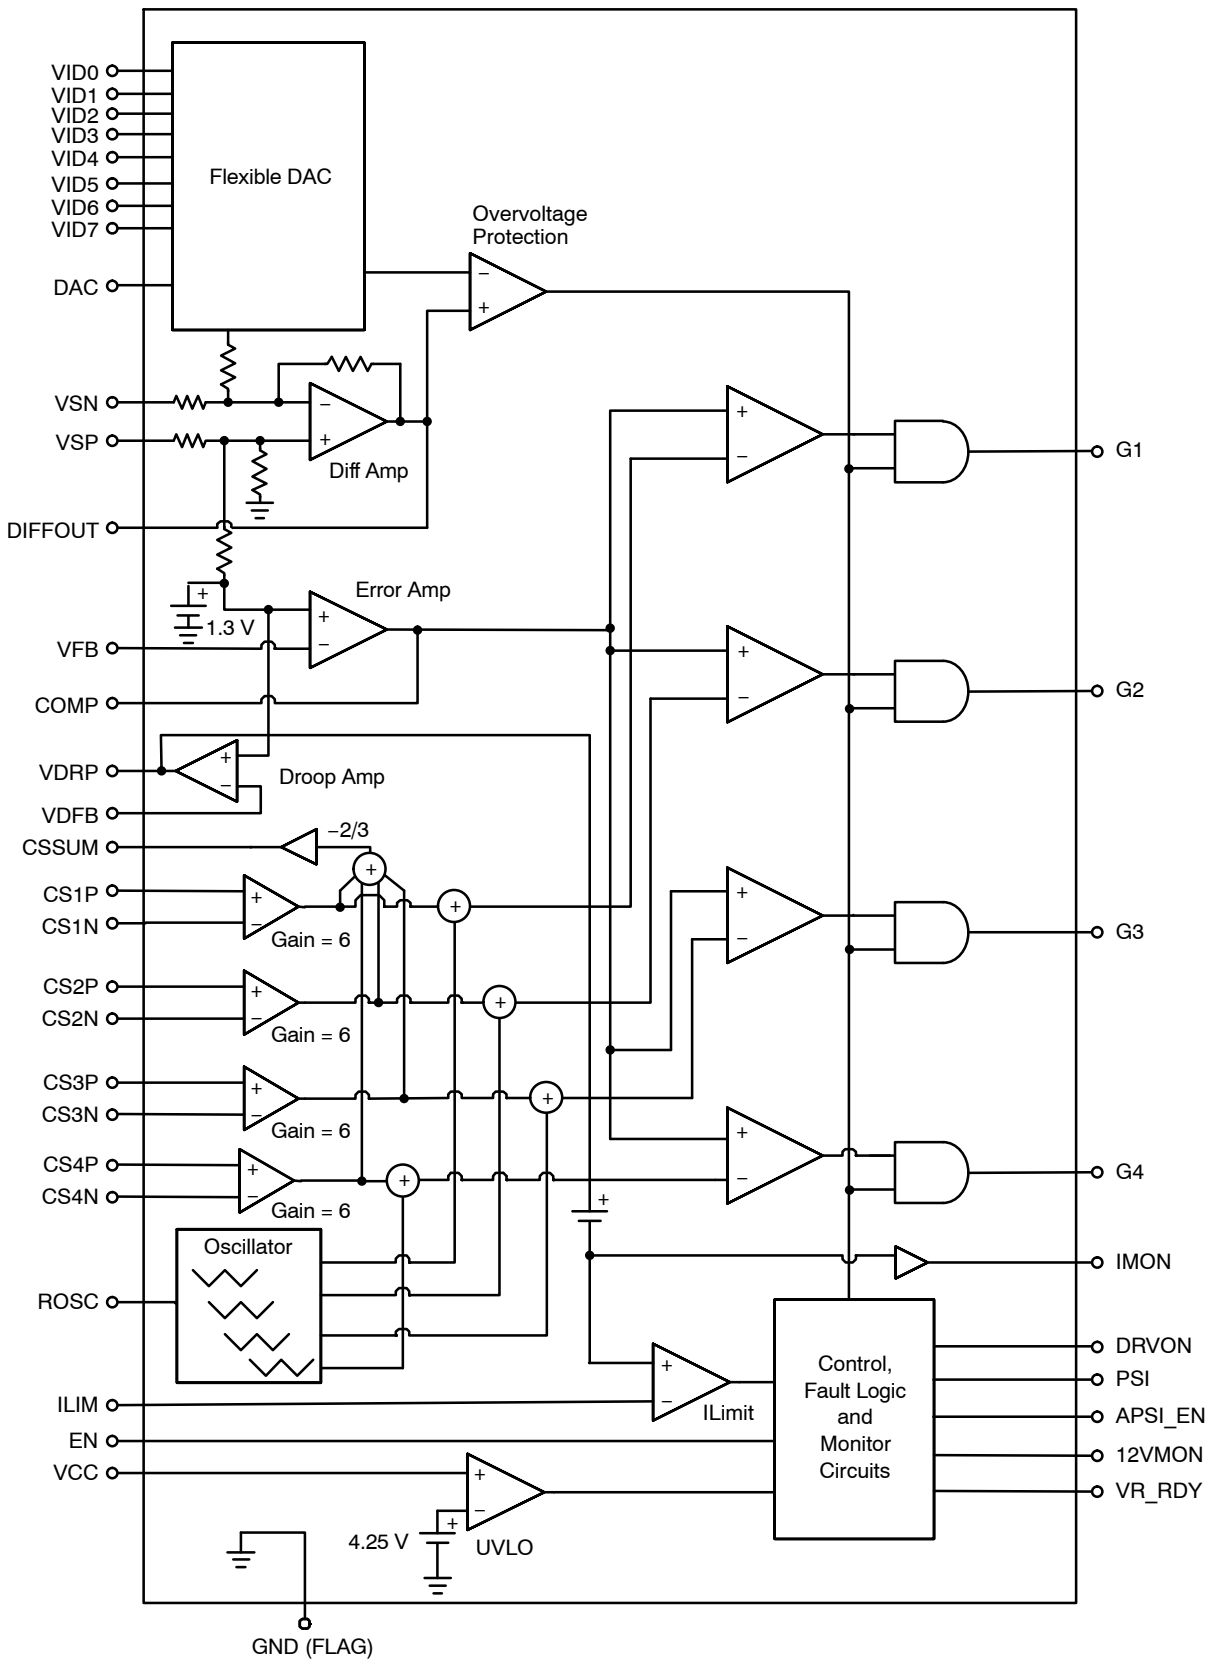 VID0
VID1
VID2
VID3
VID4
VID5
VID6
VID7
DAC
Flexible DAC
Overvoltage
Protection
−
+
VSN
VSP
−
+
Diff Amp
DIFFOUT
+
1.3 V
Error Amp
+
−
VFB
COMP
VDRP
VDFB
+
−
Droop Amp
CSSUM
−2/3
+
CS1P
CS1N
+
−
Gain = 6
+
CS2P
CS2N
+
−
Gain = 6
+
CS3P
CS3N
+
−
Gain = 6
+
CS4P
CS4N
+
−
Gain = 6
+
+
−
G1
+
−
G2
+
−
G3
+
−
G4
+
IMON
Oscillator
ROSC
ILIM
EN
VCC
+
−
ILimit
+
−
UVLO
+
4.25 V
Control,
Fault Logic
and
Monitor
Circuits
DRVON
PSI
APSI_EN
12VMON
VR_RDY
GND (FLAG)